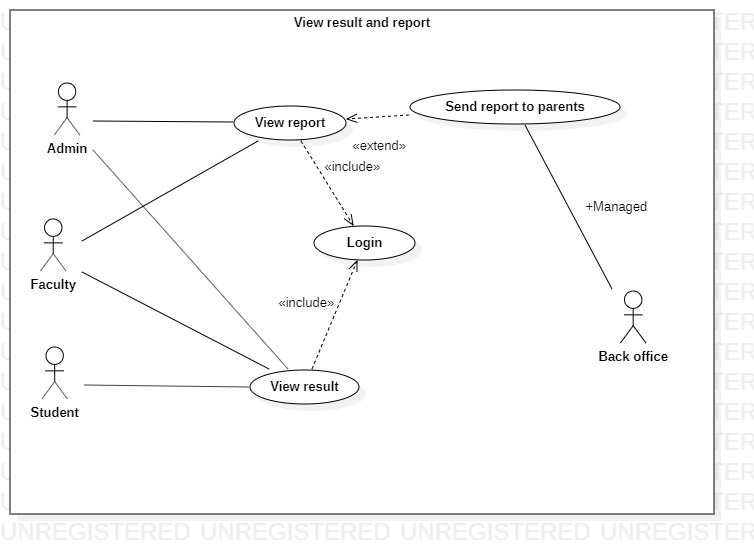 View result and report
Send report to parents
View report
Admin
«extend»
«include»
+Managed
Login
Faculty
«include»
Back office
View result
Student
UNREGISTERED UNREGISTERED UNREGISTERED UNREGISTERED